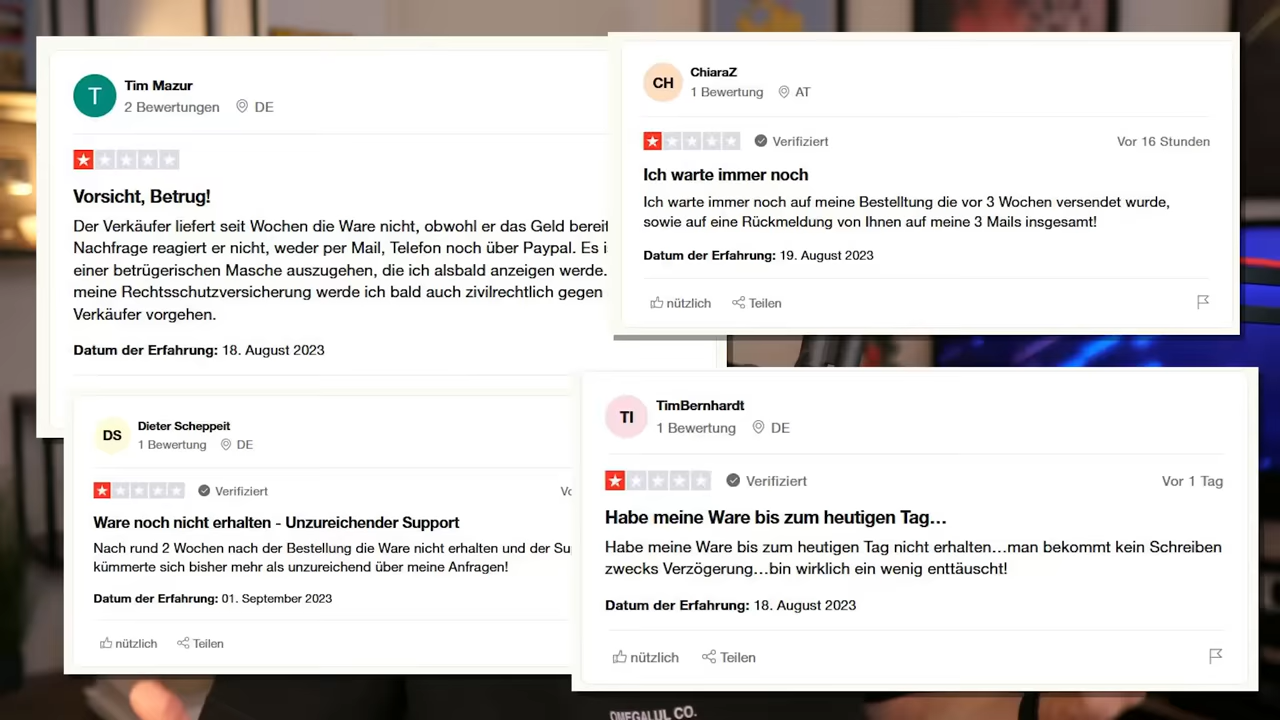 Tim Mazur
2 Bewertungen DE
Vorsicht, Betrug!
Der Verkäufer liefert seit Wochen die Ware nicht, obwohl er das Geld bereit
Nachfrage reagiert er nicht, weder per Mail, Telefon noch über Paypal. Es i
einer betrügerischen Masche auszugehen, die ich alsbald anzeigen werde.
meine Rechtsschutzversicherung werde ich bald auch zivilrechtlich gegen
Verkäufer vorgehen.
Datum der Erfahrung: 18. August 2023
CH
ChiaraZ
1 Bewertung AT
Verifiziert Vor 16 Stunden
Ich warte immer noch
Ich warte immer noch auf meine Bestelltung die vor 3 Wochen versendet wurde,
sowie auf eine Rückmeldung von Ihnen auf meine 3 Mails insgesamt!
Datum der Erfahrung: 19. August 2023
nützlich Teilen
DS
Dieter Scheppeit
1 Bewertung DE
Verifiziert Vo
Ware noch nicht erhalten - Unzureichender Support
Nach rund 2 Wochen nach der Bestellung die Ware nicht erhalten und der Su
kümmerte sich bisher mehr als unzureichend über meine Anfragen!
Datum der Erfahrung: 01. September 2023
nützlich Teilen
TI
TimBernhardt
1 Bewertung DE
Verifiziert Vor 1 Tag
Habe meine Ware bis zum heutigen Tag…
Habe meine Ware bis zum heutigen Tag nicht erhalten…man bekommt kein Schreiben
zwecks Verzögerung…bin wirklich ein wenig enttäuscht!
Datum der Erfahrung: 18. August 2023
nützlich Teilen
OMEGALUL CO.